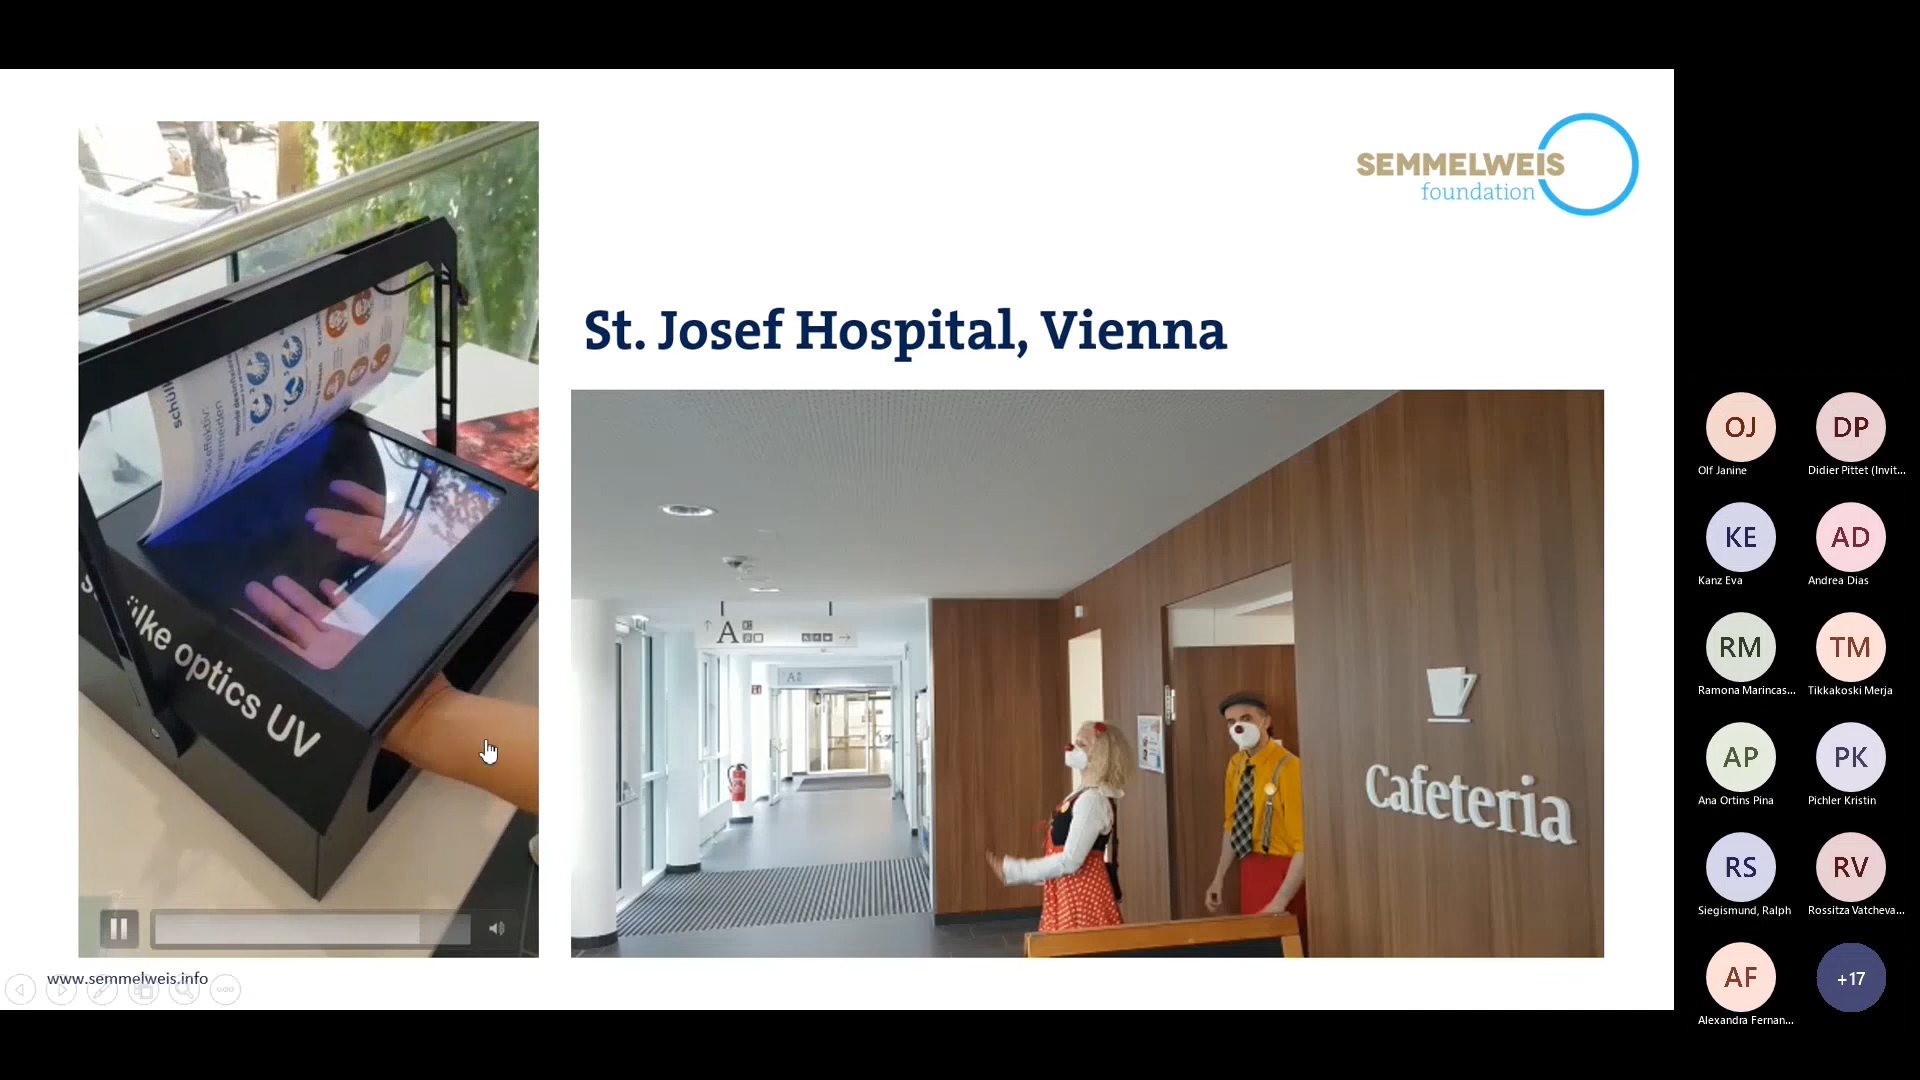 SEMMELWEIS
foundation
St. Josef Hospital, Vienna
schülke optics UV
A
A
Cafeteria
www.semmelweis.info
OJ
Olf Janine
DP
Didier Pittet (Invit...
KE
Kanz Eva
AD
Andrea Dias
RM
Ramona Marincas...
TM
Tikkakoski Merja
AP
Ana Ortins Pina
PK
Pichler Kristin
RS
Siegismund, Ralph
RV
Rossitza Vatcheva...
AF
Alexandra Fernan...
+17